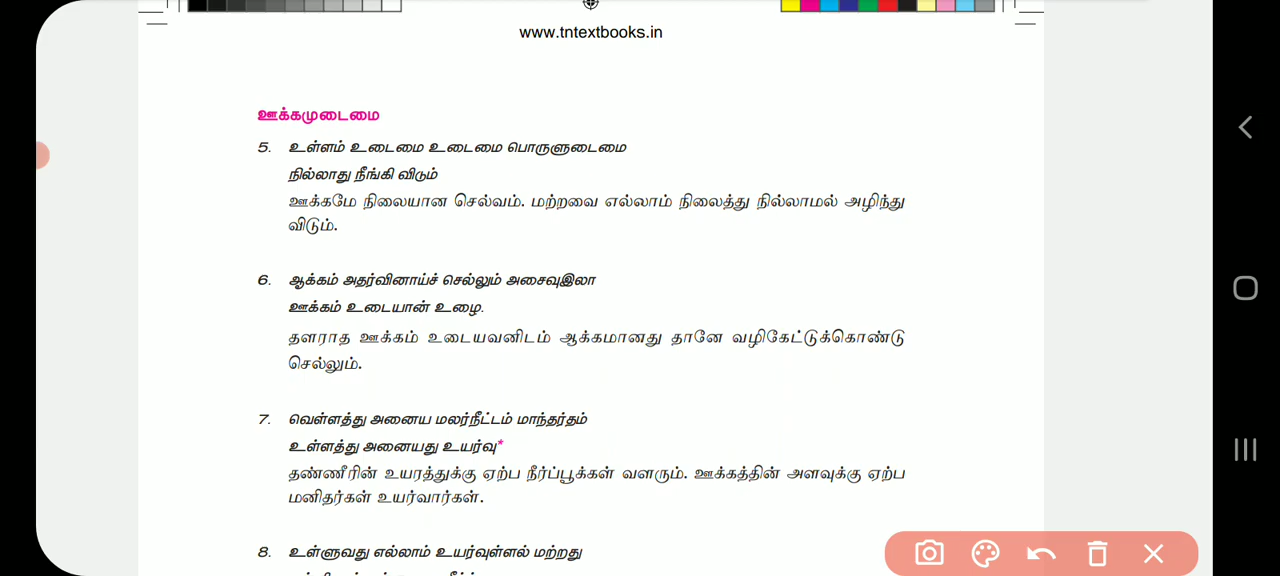 www.tntextbooks.in
ஊக்கமுடைமை
5. உள்ளம் உடைமை உடைமை பொருளுடைமை
நில்லாது நீங்கி விடும்
ஊக்கமே நிலையான செல்வம். மற்றவை எல்லாம் நிலைத்து நில்லாமல் அழிந்து
விடும்.
6. ஆக்கம் அதர்வினாய்ச் செல்லும் அசைவுஇலா
ஊக்கம் உடையான் உழை.
தளராத ஊக்கம் உடையவனிடம் ஆக்கமானது தானே வழிகேட்டுக்கொண்டு
செல்லும்.
7. வெள்ளத்து அனைய மலர்நீட்டம் மாந்தர்தம்
உள்ளத்து அனையது உயர்வு*
தண்ணீரின் உயரத்துக்கு ஏற்ப நீர்ப்பூக்கள் வளரும். ஊக்கத்தின் அளவுக்கு ஏற்ப
மனிதர்கள் உயர்வார்கள்.
8. உள்ளுவது எல்லாம் உயர்வுள்ளல் மற்றது